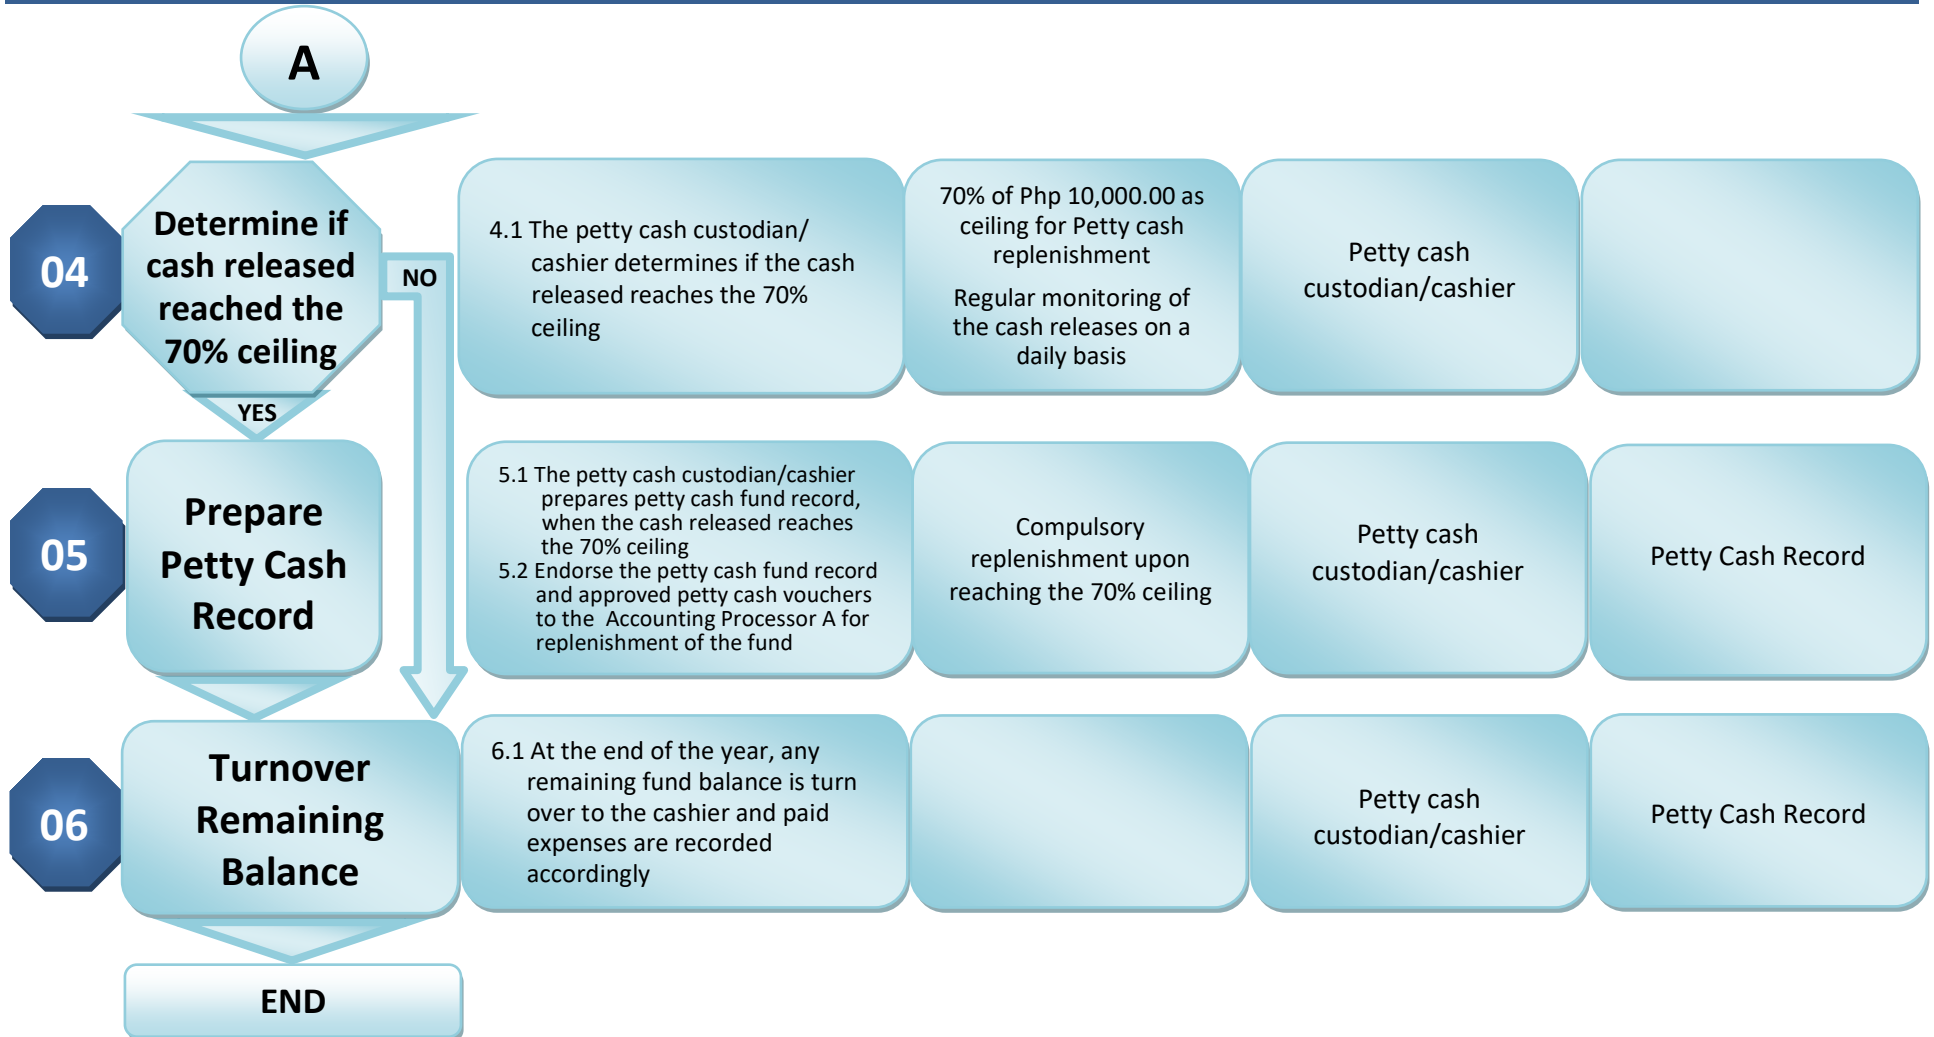 A
04
Determine if
cash released
reached the
70% ceiling
NO
YES
4.1 The petty cash custodian/
cashier determines if the cash
released reaches the 70%
ceiling
70% of Php 10,000.00 as
ceiling for Petty cash
replenishment
Regular monitoring of
the cash releases on a
daily basis
Petty cash
custodian/cashier
05
Prepare
Petty Cash
Record
5.1 The petty cash custodian/cashier
prepares petty cash fund record,
when the cash released reaches
the 70% ceiling
5.2 Endorse the petty cash fund record
and approved petty cash vouchers
to the Accounting Processor A for
replenishment of the fund
Compulsory
replenishment upon
reaching the 70% ceiling
Petty cash
custodian/cashier
Petty Cash Record
06
Turnover
Remaining
Balance
6.1 At the end of the year, any
remaining fund balance is turn
over to the cashier and paid
expenses are recorded
accordingly
Petty cash
custodian/cashier
Petty Cash Record
END